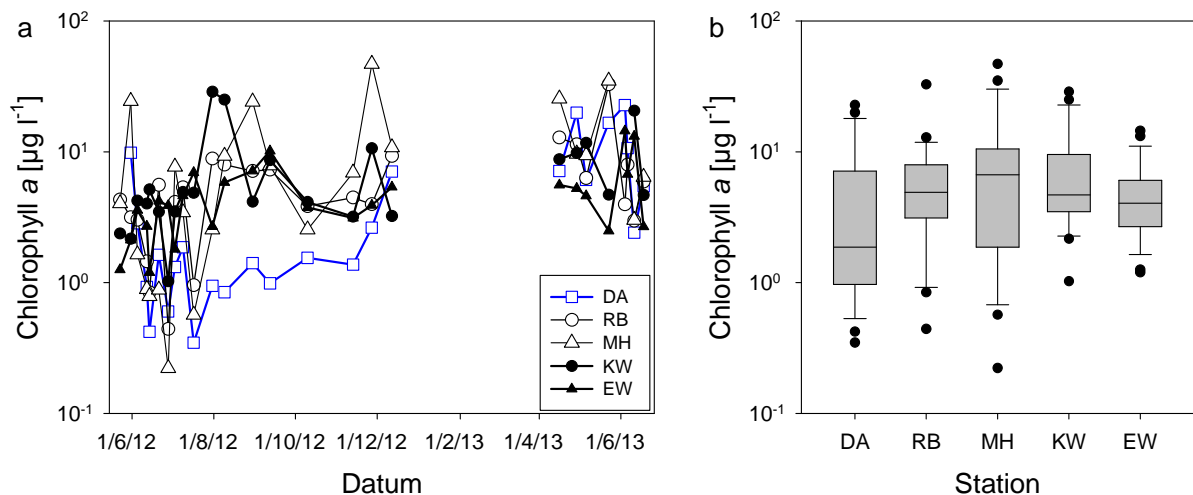 a
Chlorophyll a [µg l⁻¹]
10²
10¹
10⁰
10⁻¹
1/6/12 1/8/12 1/10/12 1/12/12 1/2/13 1/4/13 1/6/13
Datum
DA
RB
MH
KW
EW
b
Chlorophyll a [µg l⁻¹]
10²
10¹
10⁰
10⁻¹
DA RB MH KW EW
Station